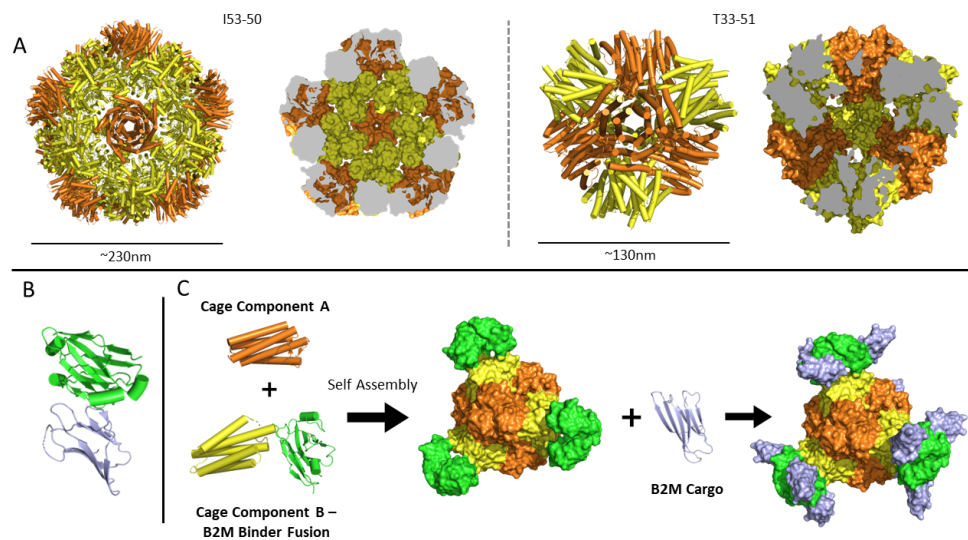 I53-50
T33-51
A
~230nm
~130nm
B
C
Cage Component A
+
Self Assembly
+
Cage Component B –
B2M Binder Fusion
B2M Cargo